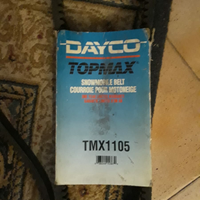 DAYCO
TOPMAX
SNOWMOBILE BELT
COURROIE POUR MOTONEIGE
TMX1105